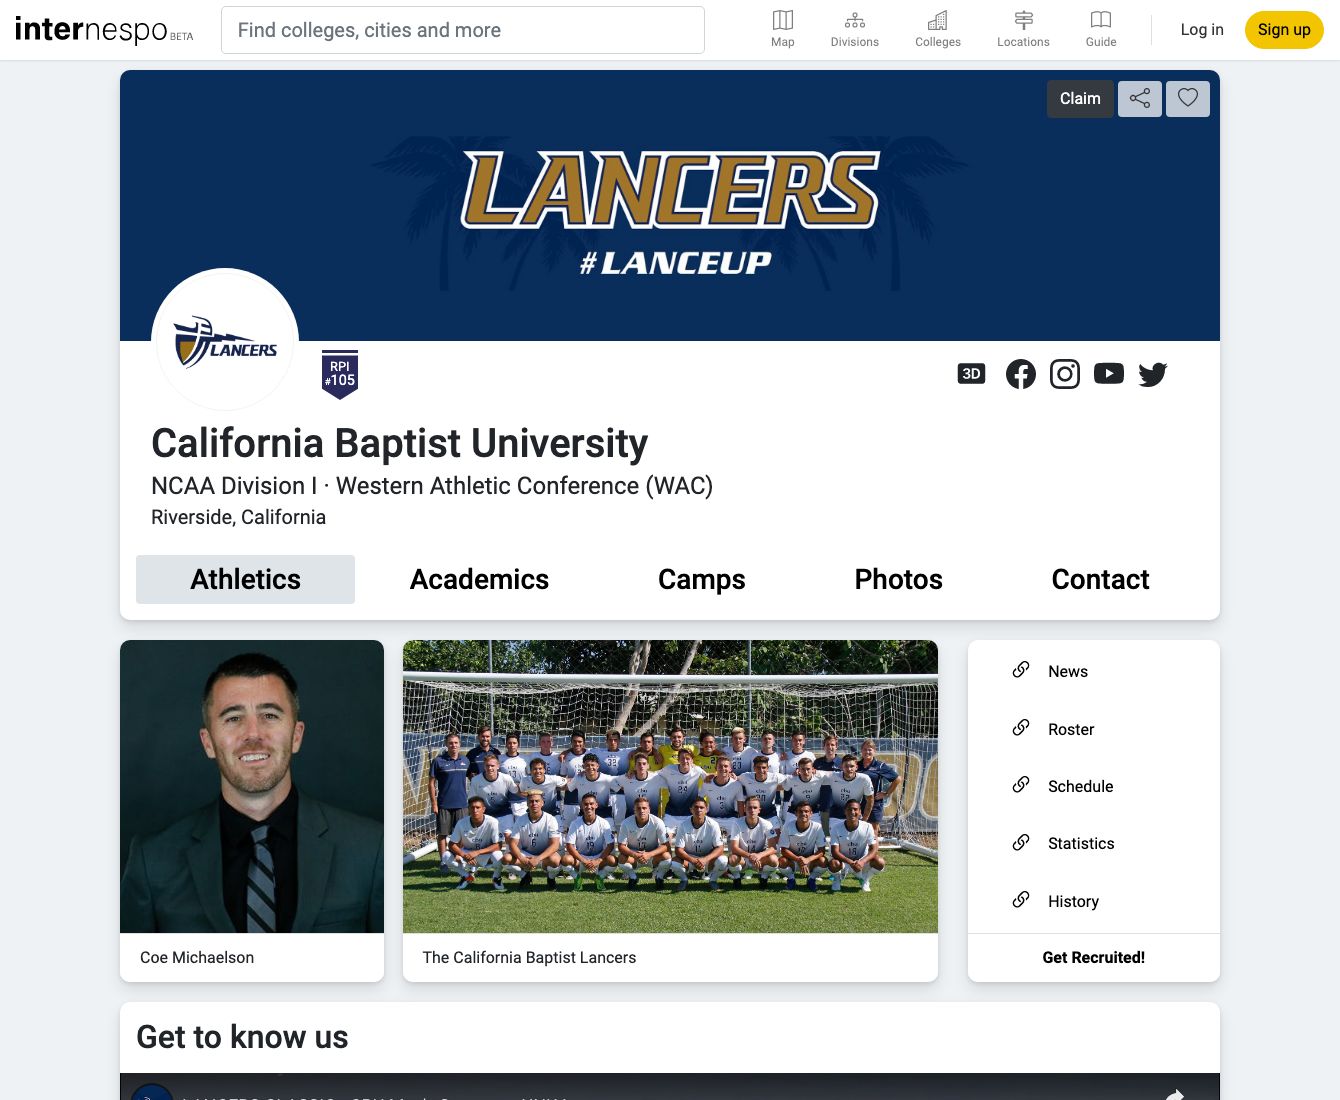 internespo BETA
Find colleges, cities and more
Map
Divisions
Colleges
Locations
Guide
Log in
Sign up
Claim
LANCERS
#LANCEUP
LANCERS
RPI
#105
3D
California Baptist University
NCAA Division I · Western Athletic Conference (WAC)
Riverside, California
Athletics
Academics
Camps
Photos
Contact
News
Roster
Schedule
Statistics
History
Coe Michaelson
The California Baptist Lancers
Get Recruited!
Get to know us